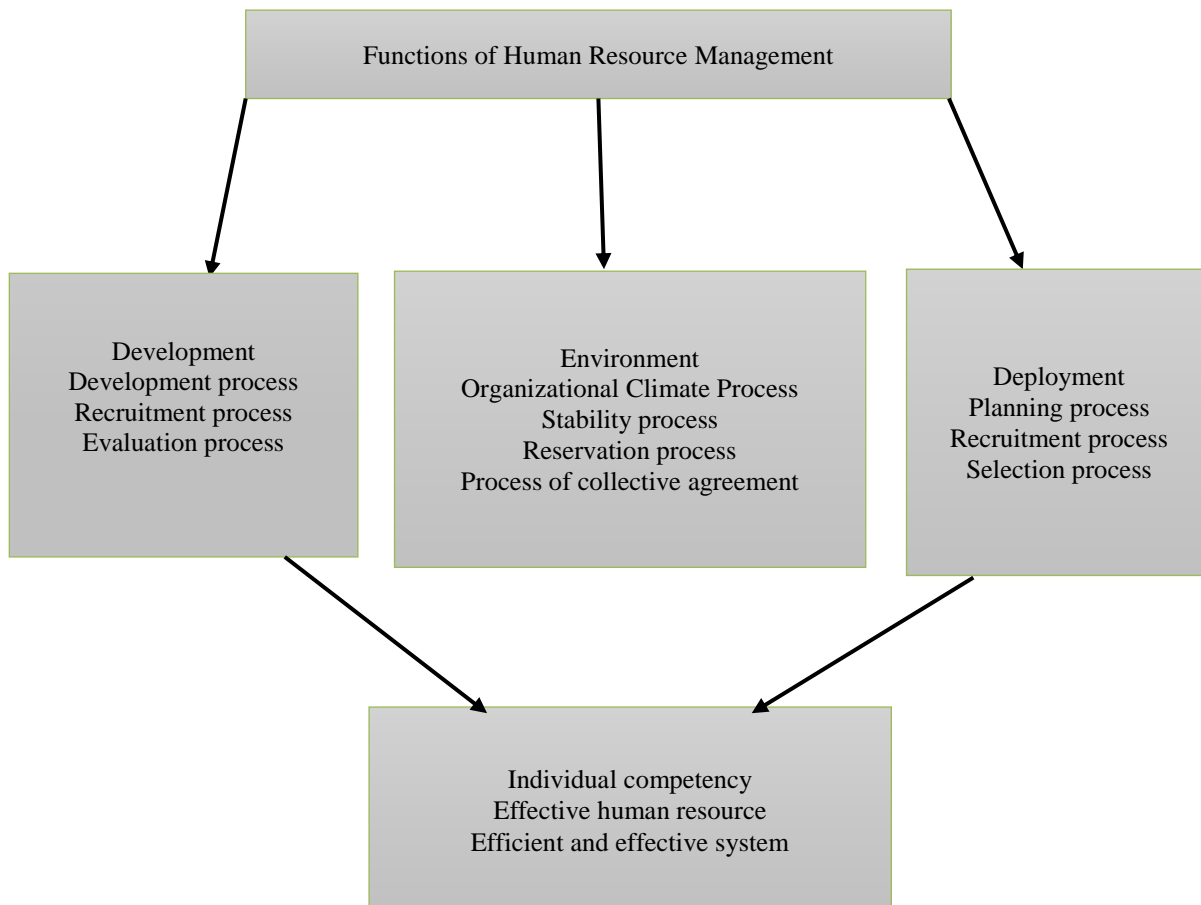 Functions of Human Resource Management
Development
Development process
Recruitment process
Evaluation process
Environment
Organizational Climate Process
Stability process
Reservation process
Process of collective agreement
Deployment
Planning process
Recruitment process
Selection process
Individual competency
Effective human resource
Efficient and effective system